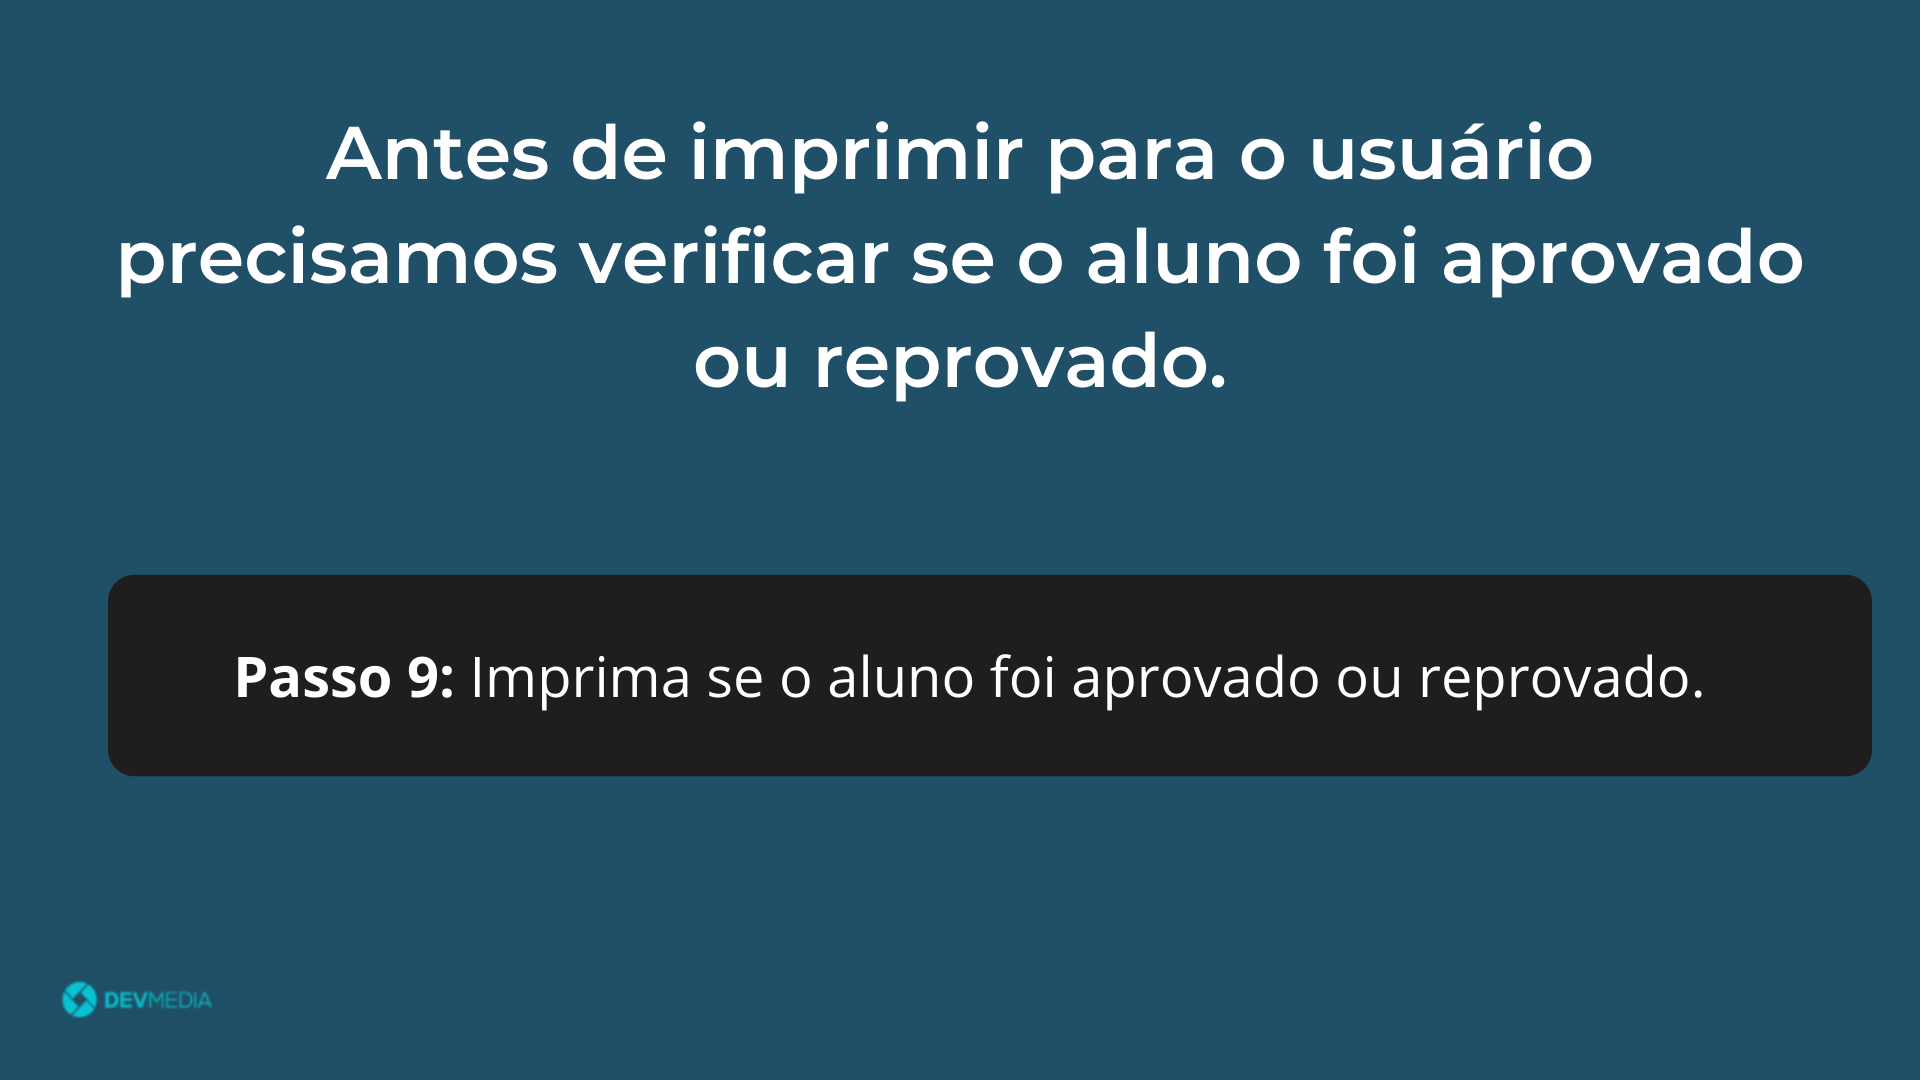 Antes de imprimir para o usuário
precisamos verificar se o aluno foi aprovado
ou reprovado.
Passo 9: Imprima se o aluno foi aprovado ou reprovado.
DEVMEDIA